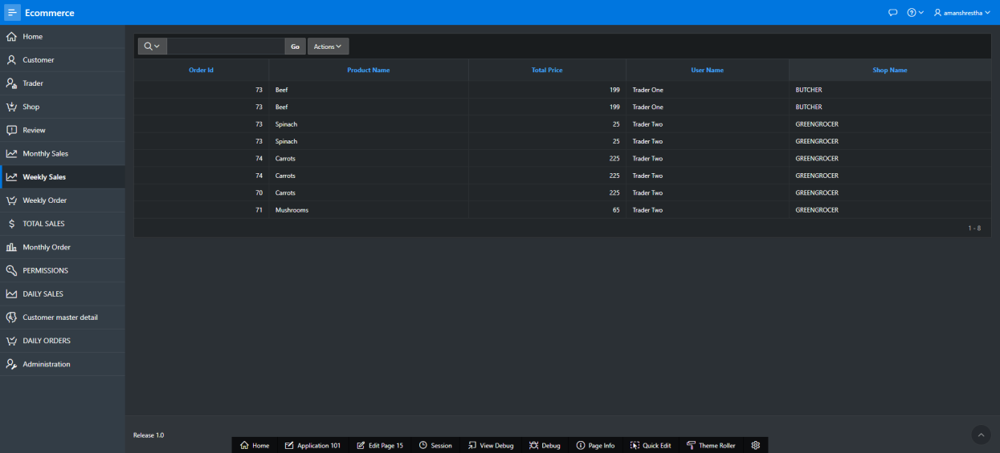 Ecommerce
amanshrestha
Home
Customer
Trader
Shop
Review
Monthly Sales
Weekly Sales
Weekly Order
TOTAL SALES
Monthly Order
PERMISSIONS
DAILY SALES
Customer master detail
DAILY ORDERS
Administration
Go Actions
Order Id Product Name Total Price User Name Shop Name
73 Beef 199 Trader One BUTCHER
73 Beef 199 Trader One BUTCHER
73 Spinach 25 Trader Two GREENGROCER
73 Spinach 25 Trader Two GREENGROCER
74 Carrots 225 Trader Two GREENGROCER
74 Carrots 225 Trader Two GREENGROCER
70 Carrots 225 Trader Two GREENGROCER
71 Mushrooms 65 Trader Two GREENGROCER
1 - 8
Release 1.0
Home Application 101 Edit Page 15 Session View Debug Debug Page Info Quick Edit Theme Roller